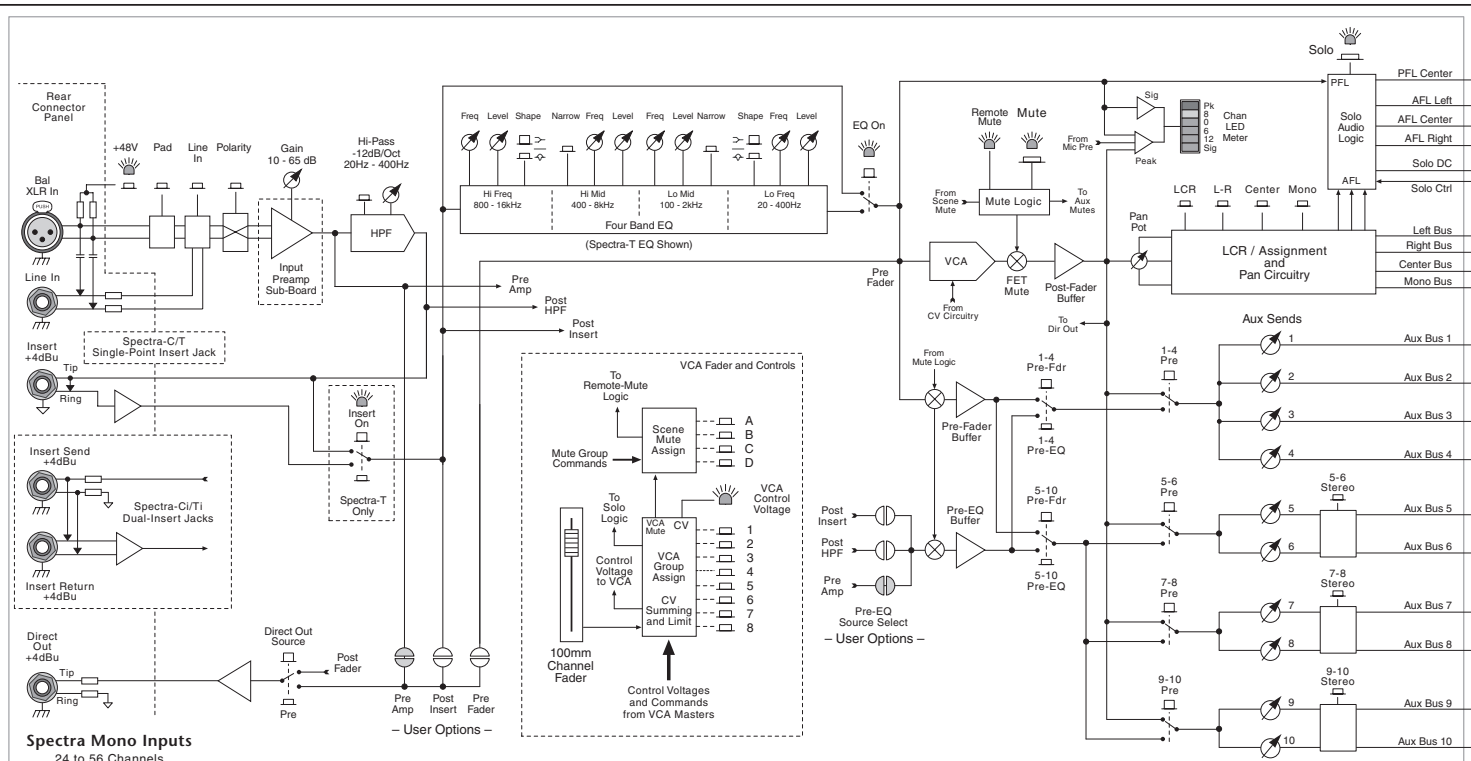 Rear
Connector
Panel
Bal
XLR In
PUSH
Line In
+48V
Pad
Line
In
Polarity
Gain
10 - 65 dB
Input
Preamp
Sub-Board
Hi-Pass
-12dB/Oct
20Hz - 400Hz
HPF
Spectra-C/T
Single-Point Insert Jack
Insert
+4dBu
Tip
Ring
Insert Send
+4dBu
Spectra-Ci/Ti
Dual-Insert Jacks
Insert Return
+4dBu
Insert
On
Spectra-T
Only
Direct
Out
+4dBu
Tip
Ring
Direct Out
Source
Post
Fader
Pre
Pre
Amp
Post
Insert
Pre
Fader
– User Options –
Spectra Mono Inputs
24 to 56 Channels
Freq Level Shape Narrow Freq Level Freq Level Narrow Shape Freq Level
Hi Freq
800 - 16kHz
Hi Mid
400 - 8kHz
Lo Mid
100 - 2kHz
Lo Freq
20 - 400Hz
Four Band EQ
(Spectra-T EQ Shown)
EQ On
Pre
Amp
Post
HPF
Post
Insert
VCA Fader and Controls
To
Remote-Mute
Logic
Scene
Mute
Assign
A
B
C
D
Mute Group
Commands
To
Solo
Logic
VCA
Control
Voltage
VCA
Mute
CV
VCA
Group
Assign
CV
Summing
and Limit
Control
Voltage
to VCA
1
2
3
4
5
6
7
8
100mm
Channel
Fader
Control Voltages
and Commands
from VCA Masters
Pre
Fader
VCA
From
CV Circuitry
Remote
Mute
Mute
From
Scene
Mute
Mute Logic
To
Aux
Mutes
FET
Mute
Post-Fader
Buffer
Sig
From
Mic Pre
Peak
Pk
8
0
6
12
Sig
Chan
LED
Meter
Solo
PFL
Solo
Audio
Logic
AFL
PFL Center
AFL Left
AFL Center
AFL Right
Solo DC
Solo Ctrl
LCR
L-R
Center
Mono
Pan
Pot
LCR / Assignment
and
Pan Circuitry
Left Bus
Right Bus
Center Bus
Mono Bus
To
Dir Out
From
Mute Logic
Pre-Fader
Buffer
Pre-EQ
Buffer
Post
Insert
Post
HPF
Pre
Amp
Pre-EQ
Source Select
– User Options –
1-4
Pre-Fdr
1-4
Pre-EQ
5-10
Pre-Fdr
5-10
Pre-EQ
1-4
Pre
5-6
Pre
7-8
Pre
9-10
Pre
Aux Sends
1
Aux Bus 1
2
Aux Bus 2
3
Aux Bus 3
4
Aux Bus 4
5-6
Stereo
5
Aux Bus 5
6
Aux Bus 6
7-8
Stereo
7
Aux Bus 7
8
Aux Bus 8
9-10
Stereo
9
Aux Bus 9
10
Aux Bus 10